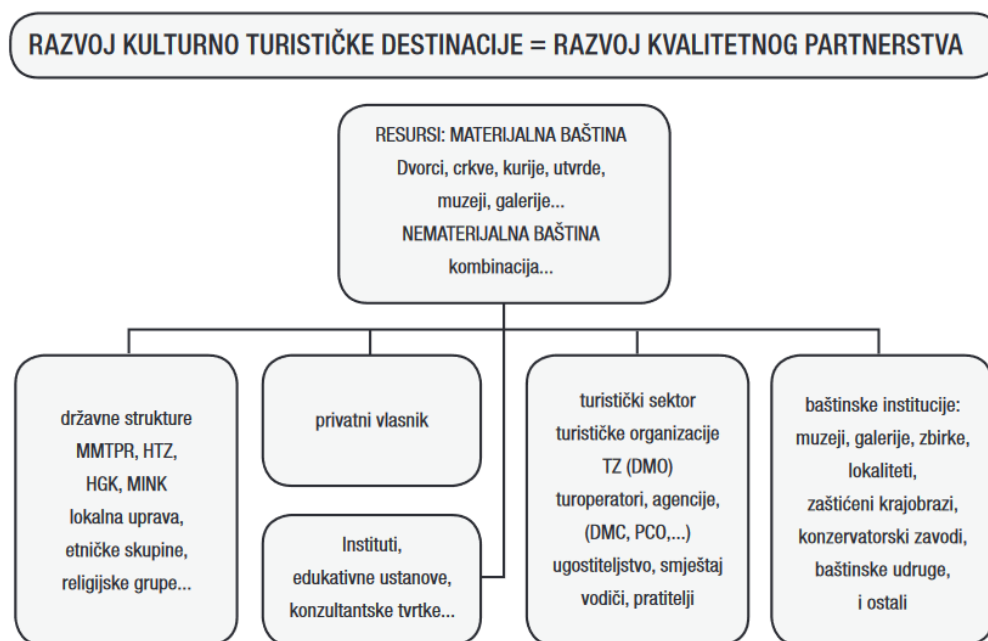 RAZVOJ KULTURNO TURISTIČKE DESTINACIJE = RAZVOJ KVALITETNOG PARTNERSTVA
RESURSI: MATERIJALNA BAŠTINA
Dvorci, crkve, kurije, utvrde,
muzeji, galerije...
NEMATERIJALNA BAŠTINA
kombinacija...
državne strukture
MMTPR, HTZ,
HGK, MINK
lokalna uprava,
etničke skupine,
religijske grupe...
privatni vlasnik
Instituti,
edukativne ustanove,
konzultantske tvrtke...
turistički sektor
turističke organizacije
TZ (DMO)
turoperatori, agencije,
(DMC, PCO,...)
ugostiteljstvo, smještaj
vodiči, pratitelji
baštinske institucije:
muzeji, galerije, zbirke,
lokaliteti,
zaštićeni krajobrazi,
konzervatorski zavodi,
baštinske udruge,
i ostali